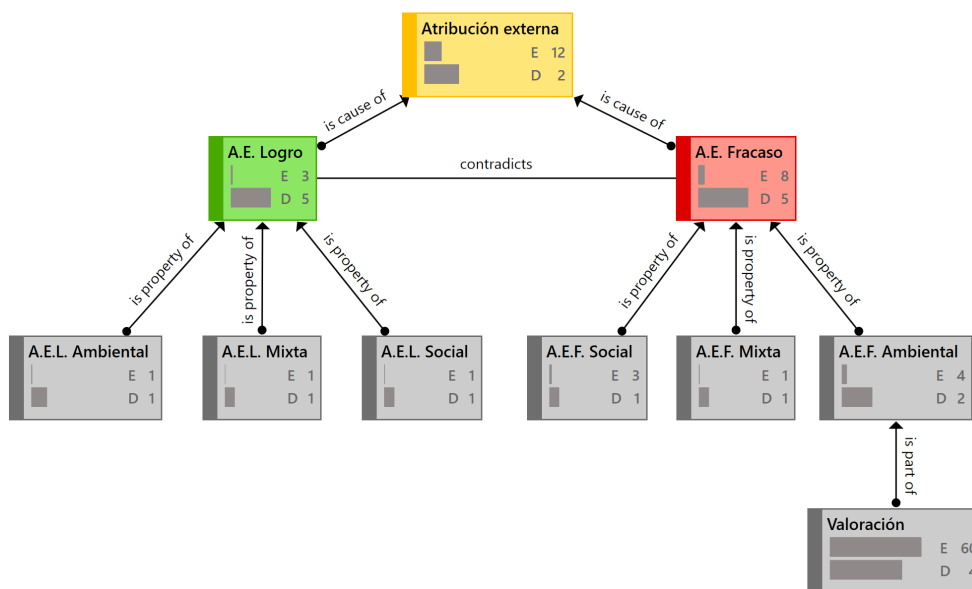 Atribución externa
E 12
D 2
is cause of
is cause of
A.E. Logro
E 3
D 5
contradicts
A.E. Fracaso
E 8
D 5
is property of
is property of
is property of
is property of
is property of
is property of
A.E.L. Ambiental
E 1
D 1
A.E.L. Mixta
E 1
D 1
A.E.L. Social
E 1
D 1
A.E.F. Social
E 3
D 1
A.E.F. Mixta
E 1
D 1
A.E.F. Ambiental
E 4
D 2
is part of
Valoración
E 60
D 4